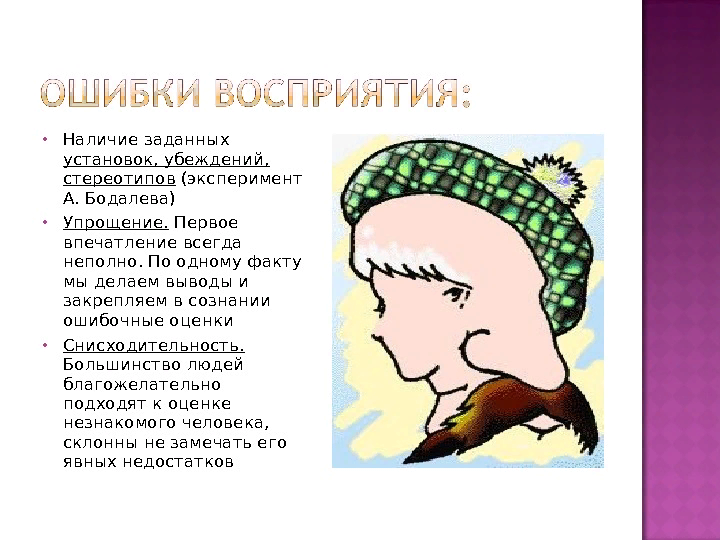 ОШИБКИ ВОСПРИЯТИЯ:
• Наличие заданных
установок, убеждений,
стереотипов (эксперимент
А. Бодалева)
• Упрощение. Первое
впечатление всегда
неполно. По одному факту
мы делаем выводы и
закрепляем в сознании
ошибочные оценки
• Снисходительность.
Большинство людей
благожелательно
подходят к оценке
незнакомого человека,
склонны не замечать его
явных недостатков